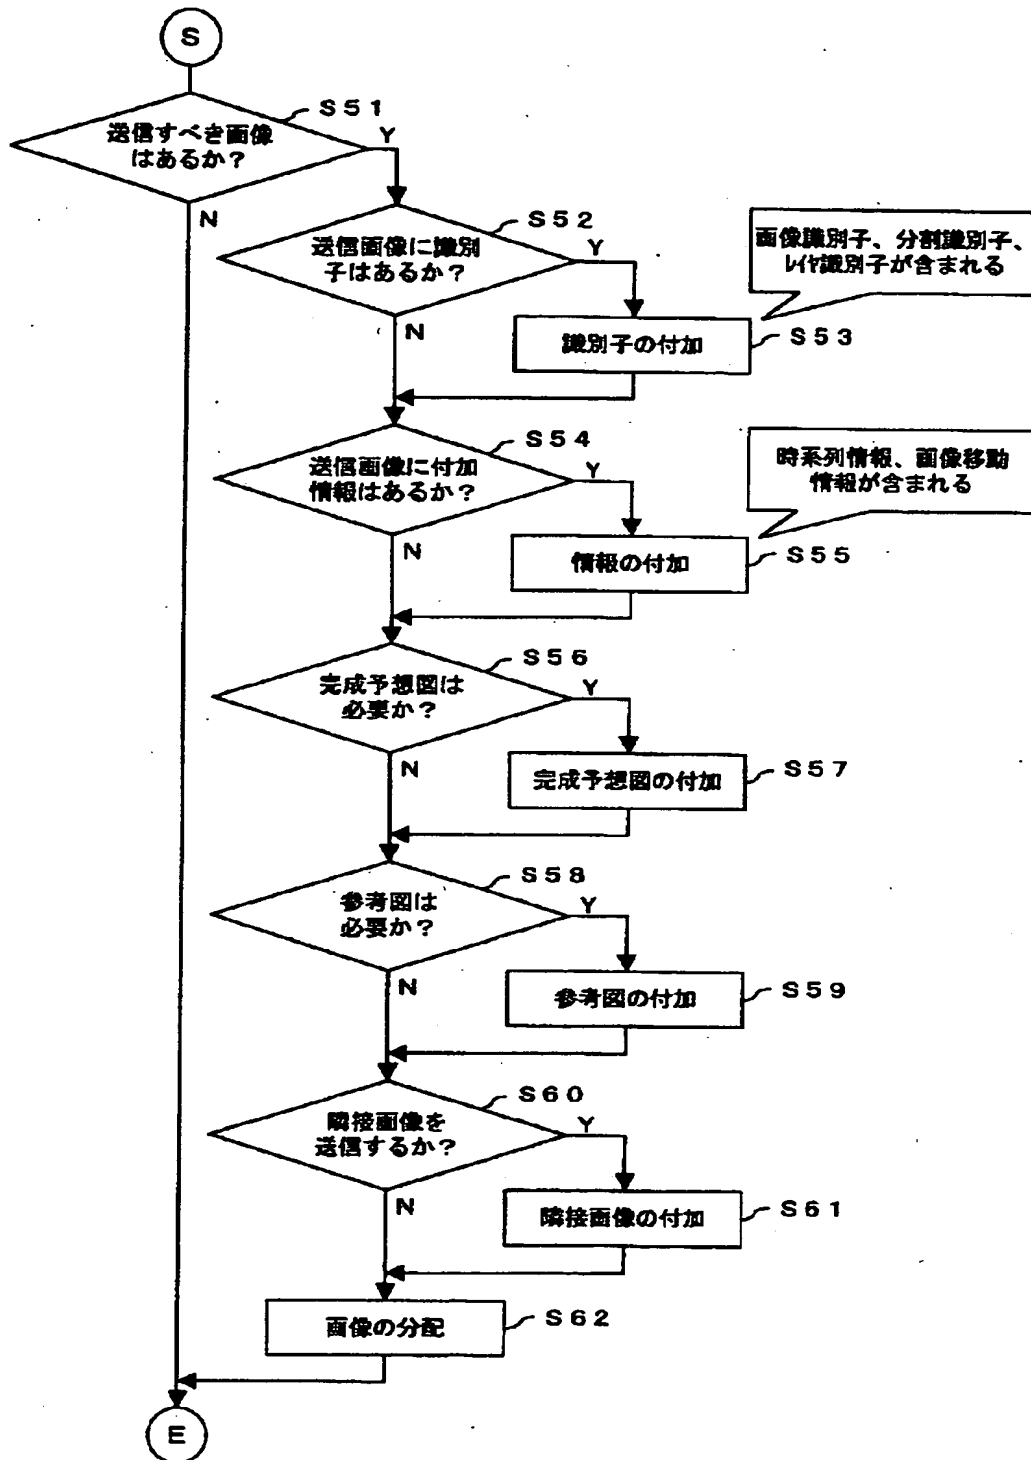 S
S51
送信すべき画像
はあるか?
Y
N
S52
送信画像に識別
子はあるか?
Y
N
画像識別子、分割識別子、
レイヤ識別子が含まれる
識別子の付加
S53
S54
送信画像に付加
情報はあるか?
Y
N
時系列情報、画像移動
情報が含まれる
情報の付加
S55
S56
完成予想図は
必要か?
Y
N
完成予想図の付加
S57
S58
参考図は
必要か?
Y
N
参考図の付加
S59
S60
隣接画像を
送信するか?
Y
N
隣接画像の付加
S61
画像の分配
S62
E